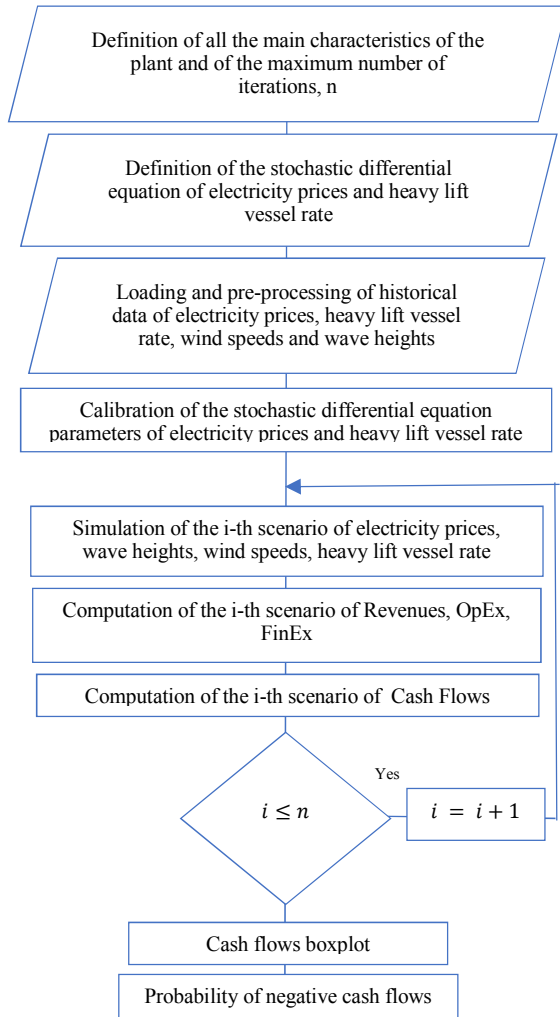 Definition of all the main characteristics of the
plant and of the maximum number of
iterations, n
Definition of the stochastic differential
equation of electricity prices and heavy lift
vessel rate
Loading and pre-processing of historical
data of electricity prices, heavy lift vessel
rate, wind speeds and wave heights
Calibration of the stochastic differential equation
parameters of electricity prices and heavy lift vessel rate
Simulation of the i-th scenario of electricity prices,
wave heights, wind speeds, heavy lift vessel rate
Computation of the i-th scenario of Revenues, OpEx,
FinEx
Computation of the i-th scenario of Cash Flows
i ≤ n
Yes
i = i + 1
Cash flows boxplot
Probability of negative cash flows